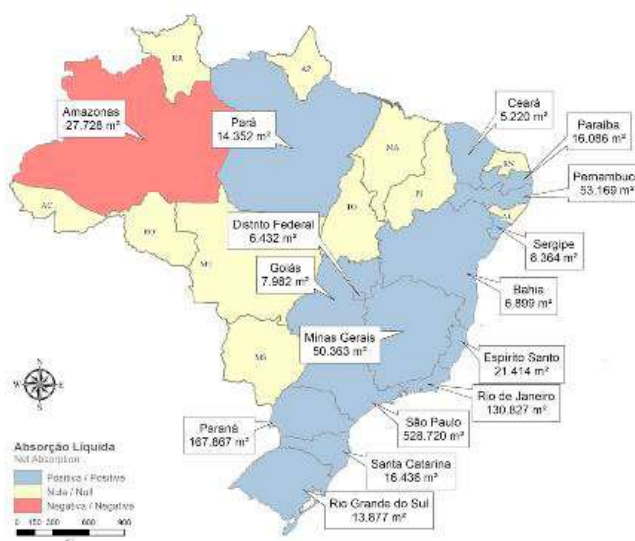 RR
AP
Amazonas
27.728 m²
Pará
14.352 m²
Ceará
5.220 m²
Paraíba
16.086 m²
MA
RN
Pernambuco
53.169 m²
PI
AC
TO
AL
RO
Distrito Federal
6.432 m²
Sergipe
8.364 m²
MT
Goiás
7.982 m²
Bahia
6.899 m²
Minas Gerais
50.363 m²
MS
Espírito Santo
21.414 m²
N
W E
S
Rio de Janeiro
130.827 m²
Paraná
167.867 m²
São Paulo
528.720 m²
Absorção Líquida
Net Absorption
Santa Catarina
16.436 m²
Positiva / Positive
Nula / Null
Negativa / Negative
Rio Grande do Sul
13.877 m²
0 150 300 600 900